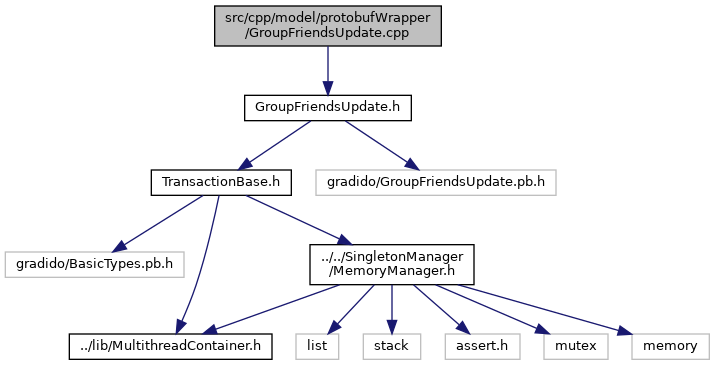 src/cpp/model/protobufWrapper
/GroupFriendsUpdate.cpp
GroupFriendsUpdate.h
TransactionBase.h
gradido/GroupFriendsUpdate.pb.h
gradido/BasicTypes.pb.h
../../SingletonManager
/MemoryManager.h
../lib/MultithreadContainer.h
list
stack
assert.h
mutex
memory